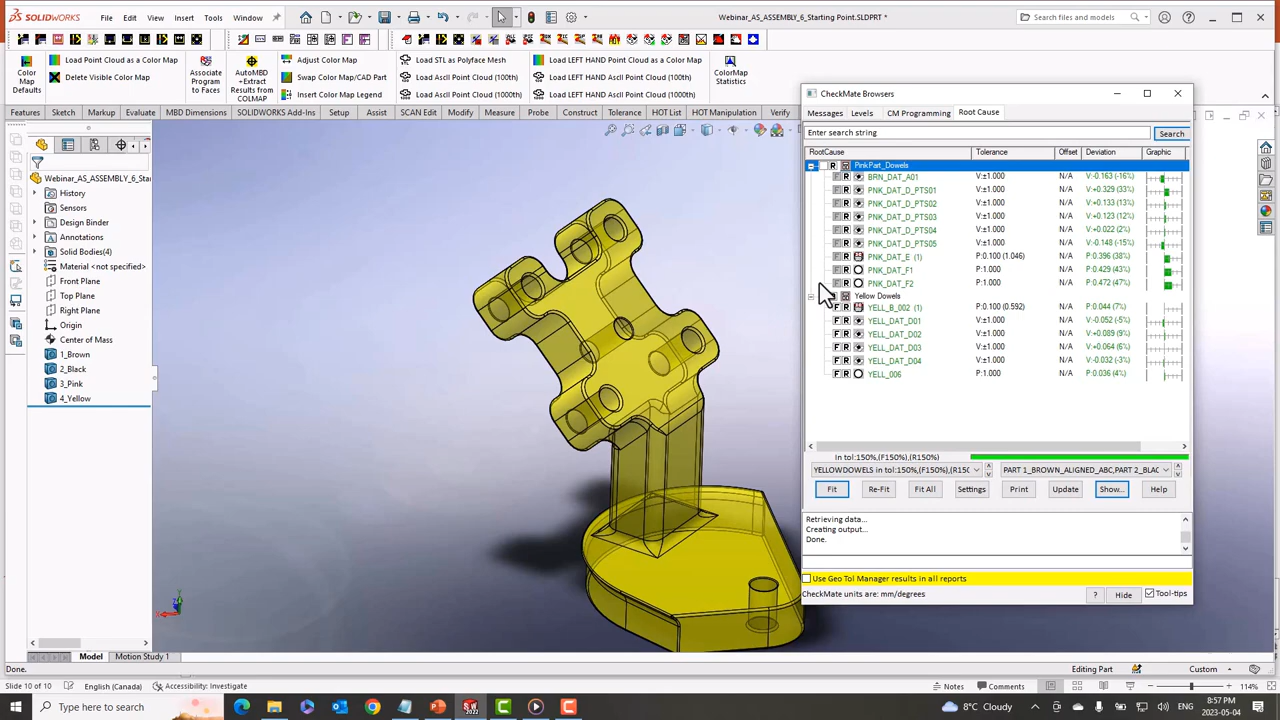 SOLIDWORKS File Edit View Insert Tools Window Webinar_AS_ASSEMBLY_6_Starting Point.SLDPRT * Search files and models
Color Map Defaults
Load Point Cloud as a Color Map
Delete Visible Color Map
Associate Program to Faces
AutoMBD +Extract Results from COLMAP
Adjust Color Map
Swap Color Map/CAD Part
Insert Color Map Legend
Load STL as Polyface Mesh
Load Ascll Point Cloud (1000th)
Load Ascll Point Cloud (100th)
Load LEFT HAND Point Cloud as a Color Map
Load LEFT HAND Ascll Point Cloud (100th)
Load LEFT HAND Ascll Point Cloud (1000th)
ColorMap Statistics
Features Sketch Markup Evaluate MBD Dimensions SOLIDWORKS Add-Ins Setup Assist SCAN Edit Modify Measure Probe Construct Tolerance HOT List HOT Manipulation Verify
Webinar_AS_ASSEMBLY_6_Sta
History
Sensors
Design Binder
Annotations
Solid Bodies(4)
Material <not specified>
Front Plane
Top Plane
Right Plane
Origin
Center of Mass
1_Brown
2_Black
3_Pink
4_Yellow
CheckMate Browsers
Messages Levels CM Programming Root Cause
Enter search string Search
RootCause Tolerance Offset Deviation Graphic
R PinkPart_Dowels
F R BRN_DAT_A01 V:±1.000 N/A V:-0.163 (-16%)
F R PNK_DAT_D_PTS01 V:±1.000 N/A V:+0.329 (33%)
F R PNK_DAT_D_PTS02 V:±1.000 N/A V:+0.133 (13%)
F R PNK_DAT_D_PTS03 V:±1.000 N/A V:+0.123 (12%)
F R PNK_DAT_D_PTS04 V:±1.000 N/A V:+0.022 (2%)
F R PNK_DAT_D_PTS05 V:±1.000 N/A V:-0.148 (-15%)
F R PNK_DAT_E (1) P:0.100 (1.046) N/A P:0.396 (38%)
F R PNK_DAT_F1 P:1.000 N/A P:0.429 (43%)
F R PNK_DAT_F2 P:1.000 N/A P:0.472 (47%)
Yellow Dowels
F R YELL_B_002 (1) P:0.100 (0.592) N/A P:0.044 (7%)
F R YELL_DAT_D01 V:±1.000 N/A V:-0.052 (-5%)
F R YELL_DAT_D02 V:±1.000 N/A V:+0.089 (9%)
F R YELL_DAT_D03 V:±1.000 N/A V:+0.064 (6%)
F R YELL_DAT_D04 V:±1.000 N/A V:-0.032 (-3%)
F R YELL_006 P:1.000 N/A P:0.036 (4%)
In tol:150%,(F150%),(R150%)
YELLOWDOWELS in tol:150%,(F150%),(R150% PART 1_BROWN_ALIGNED_ABC,PART 2_BLAC
Fit Re-Fit Fit All Settings Print Update Show... Help
Retrieving data...
Creating output...
Done.
Use Geo Tol Manager results in all reports
CheckMate units are: mm/degrees ? Hide Tool-tips
Model Motion Study 1
Done. Editing Part Custom
Slide 10 of 10 English (Canada) Accessibility: Investigate Notes Comments 114%
Type here to search 8°C Cloudy ENG 8:57 PM
2023-05-04